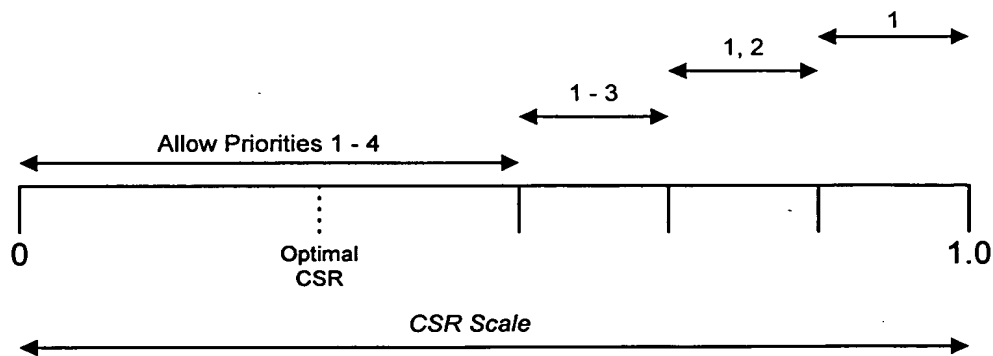 1
1, 2
1 - 3
Allow Priorities 1 - 4
0
Optimal
CSR
1.0
CSR Scale